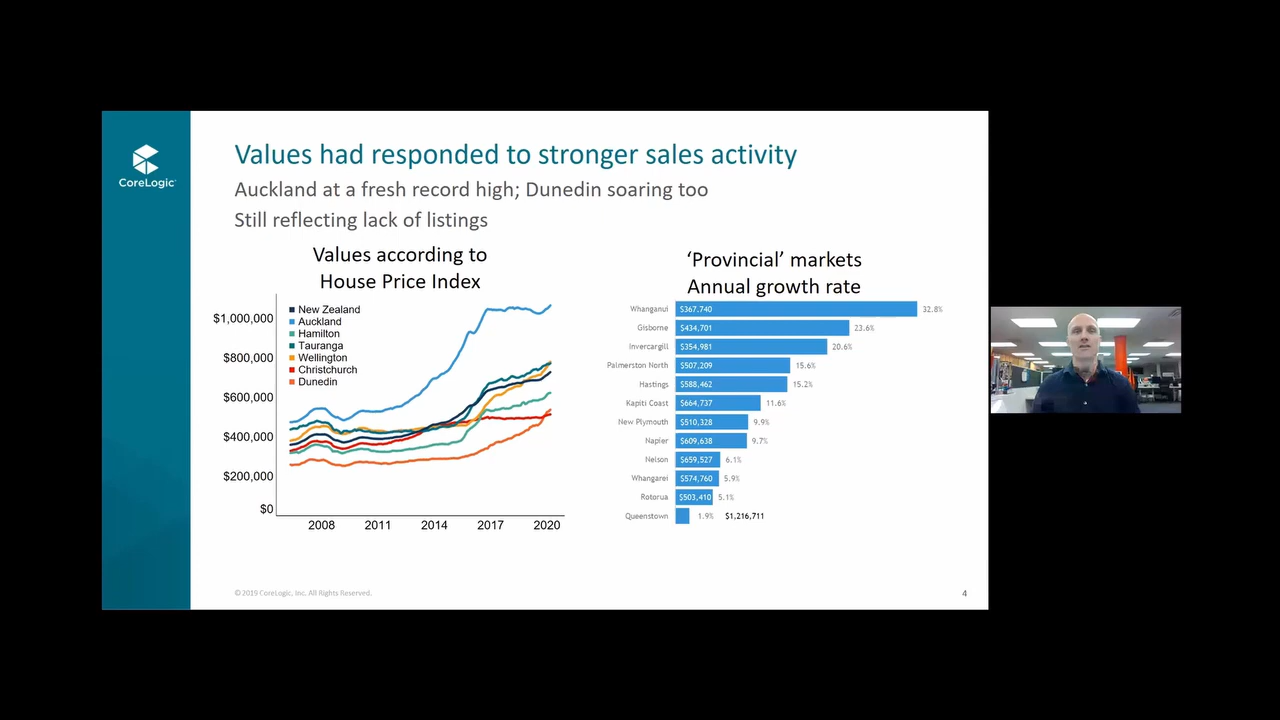 CoreLogic
Values had responded to stronger sales activity
Auckland at a fresh record high; Dunedin soaring too
Still reflecting lack of listings
Values according to
House Price Index
$1,000,000
$800,000
$600,000
$400,000
$200,000
$0
New Zealand
Auckland
Hamilton
Tauranga
Wellington
Christchurch
Dunedin
2008 2011 2014 2017 2020
‘Provincial’ markets
Annual growth rate
Whanganui $367,740 32.8%
Gisborne $434,701 23.6%
Invercargill $354,981 20.6%
Palmerston North $507,209 15.6%
Hastings $588,462 15.2%
Kapiti Coast $664,737 11.6%
New Plymouth $510,328 9.9%
Napier $609,638 9.7%
Nelson $659,527 6.1%
Whangarei $574,760 5.9%
Rotorua $503,410 5.1%
Queenstown 1.9% $1,216,711
©2019 CoreLogic, Inc. All Rights Reserved.
4